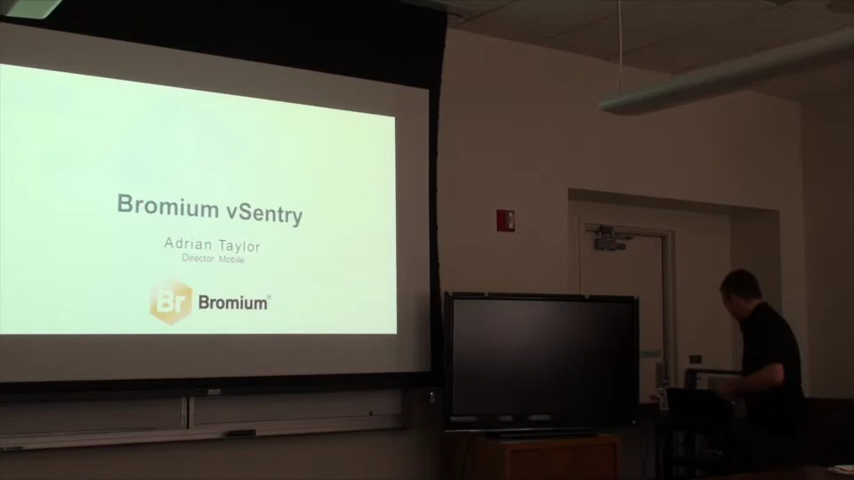 Bromium vSentry
Adrian Taylor
Director, Mobile
Br Bromium®